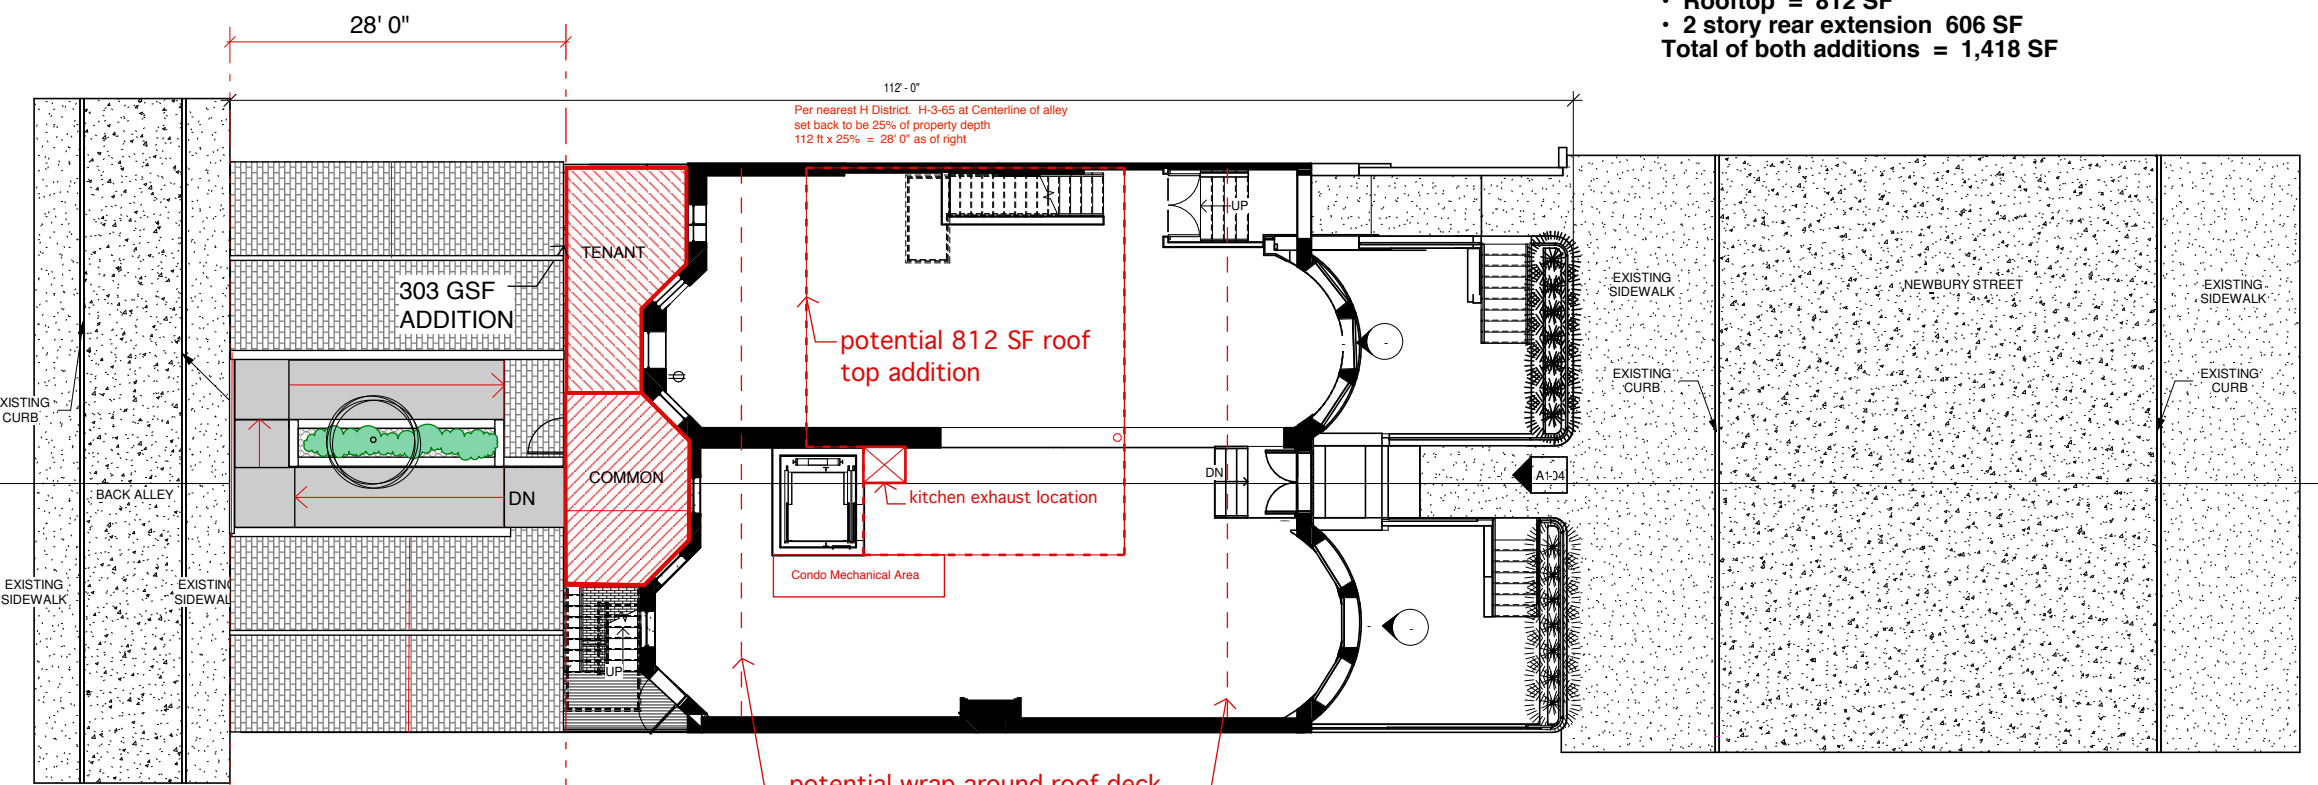 • Rooftop = 812 SF
• 2 story rear extension 606 SF
Total of both additions = 1,418 SF
28' 0"
112' - 0"
Per nearest H District. H-3-65 at Centerline of alley
set back to be 25% of property depth
112 ft x 25% = 28' 0" as of right
TENANT
303 GSF
ADDITION
UP
potential 812 SF roof
top addition
EXISTING
SIDEWALK
NEWBURY STREET
EXISTING
SIDEWALK
EXISTING
CURB
EXISTING
CURB
XISTING
CURB
COMMON
BACK ALLEY
DN
kitchen exhaust location
DN
A1-04
Condo Mechanical Area
EXISTING
SIDEWALK
EXISTING
SIDEWAL
UP
potential wrap around roof deck